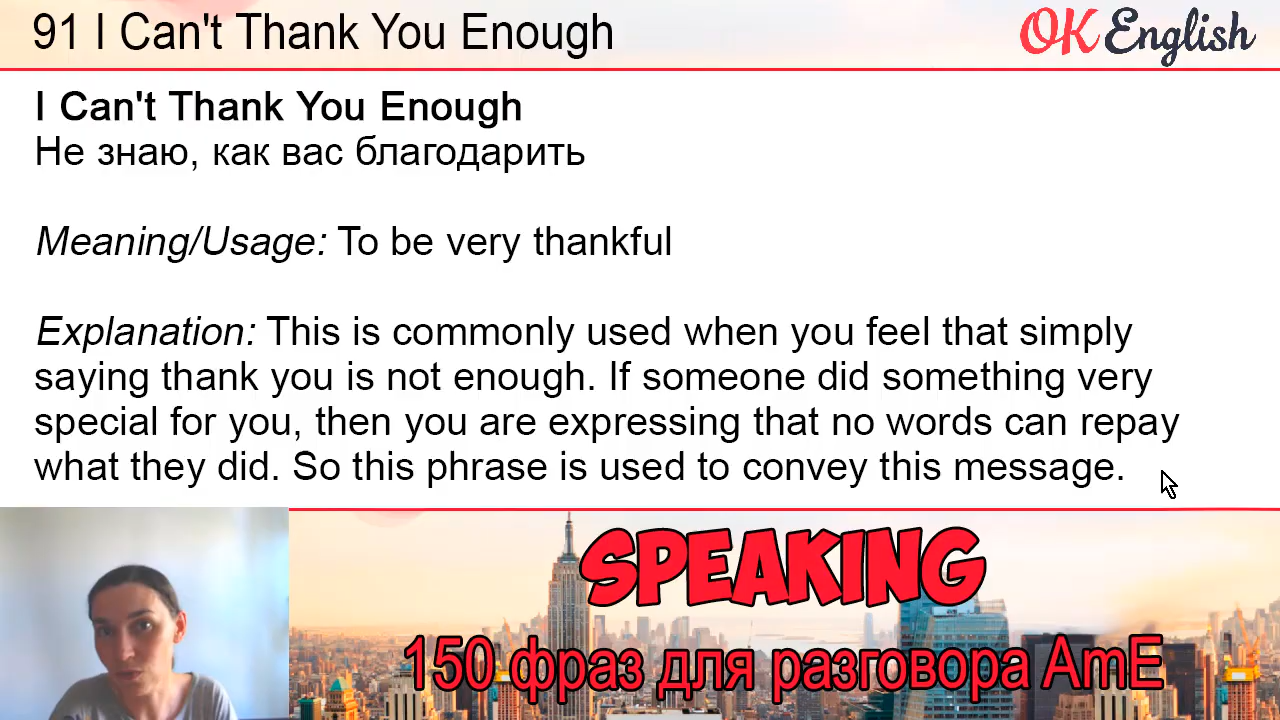 91 I Can't Thank You Enough
OK English
I Can't Thank You Enough
Не знаю, как вас благодарить
Meaning/Usage: To be very thankful
Explanation: This is commonly used when you feel that simply
saying thank you is not enough. If someone did something very
special for you, then you are expressing that no words can repay
what they did. So this phrase is used to convey this message.
SPEAKING
150 фраз для разговора AmE